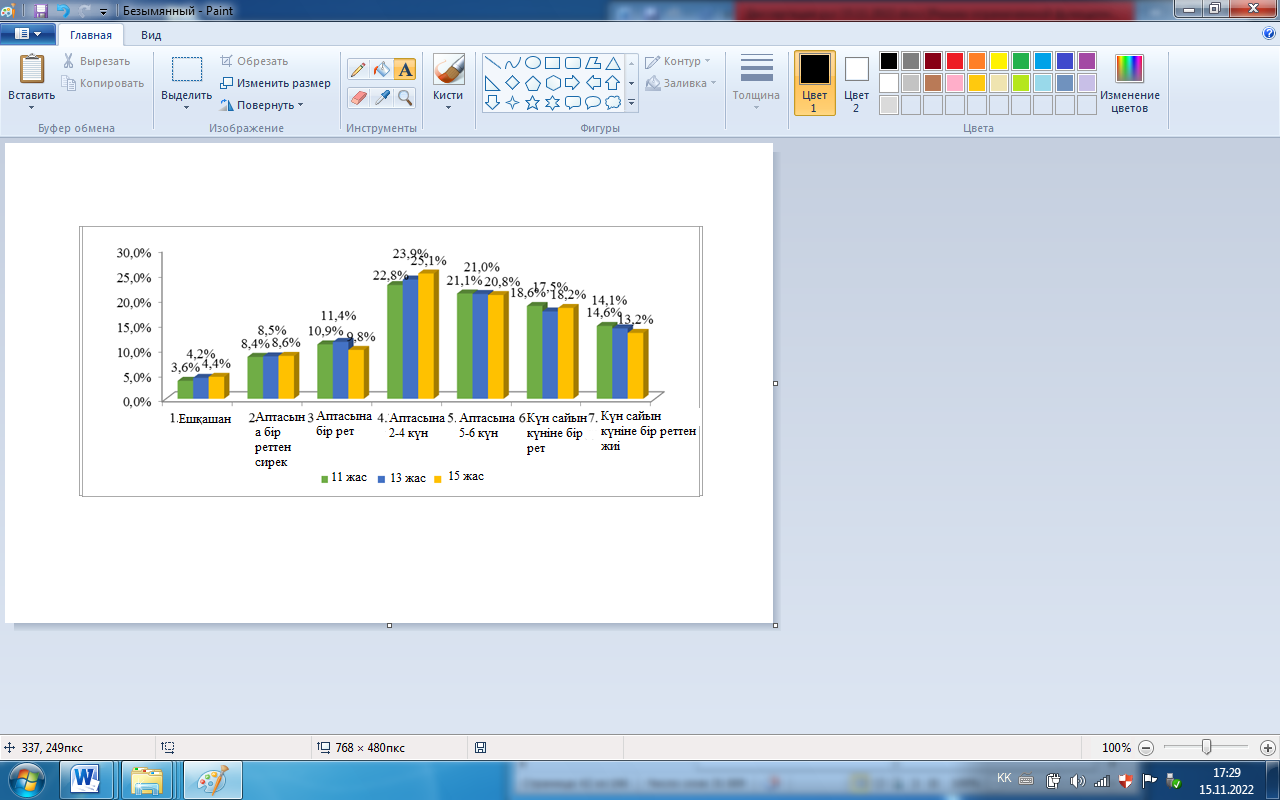 Безымянный - Paint
Главная
Вид
Вставить
Вырезать
Копировать
Буфер обмена
Выделить
Обрезать
Изменить размер
Повернуть
Изображение
Инструменты
Кисти
Фигуры
Контур
Заливка
Толщина
Цвет
1
Цвет
2
Изменение
цветов
Цвета
30,0%
25,0%
20,0%
15,0%
10,0%
5,0%
0,0%
3,6%
4,2%
4,4%
8,4%
8,5%
8,6%
10,9%
11,4%
9,8%
22,8%
23,9%
25,1%
21,1%
21,0%
20,8%
18,6%
17,5%
18,2%
14,6%
14,1%
13,2%
1.Ешқашан
2Аптасын
а бір
реттен
сирек
3 Аптасына
бір рет
4. Аптасына
2-4 күн
5. Аптасына
5-6 күн
6Күн сайын
күніне бір
рет
7. Күн сайын
күніне бір реттен
жиі
11 жас
13 жас
15 жас
337, 249пкс
768 × 480пкс
100%
KK
17:29
15.11.2022